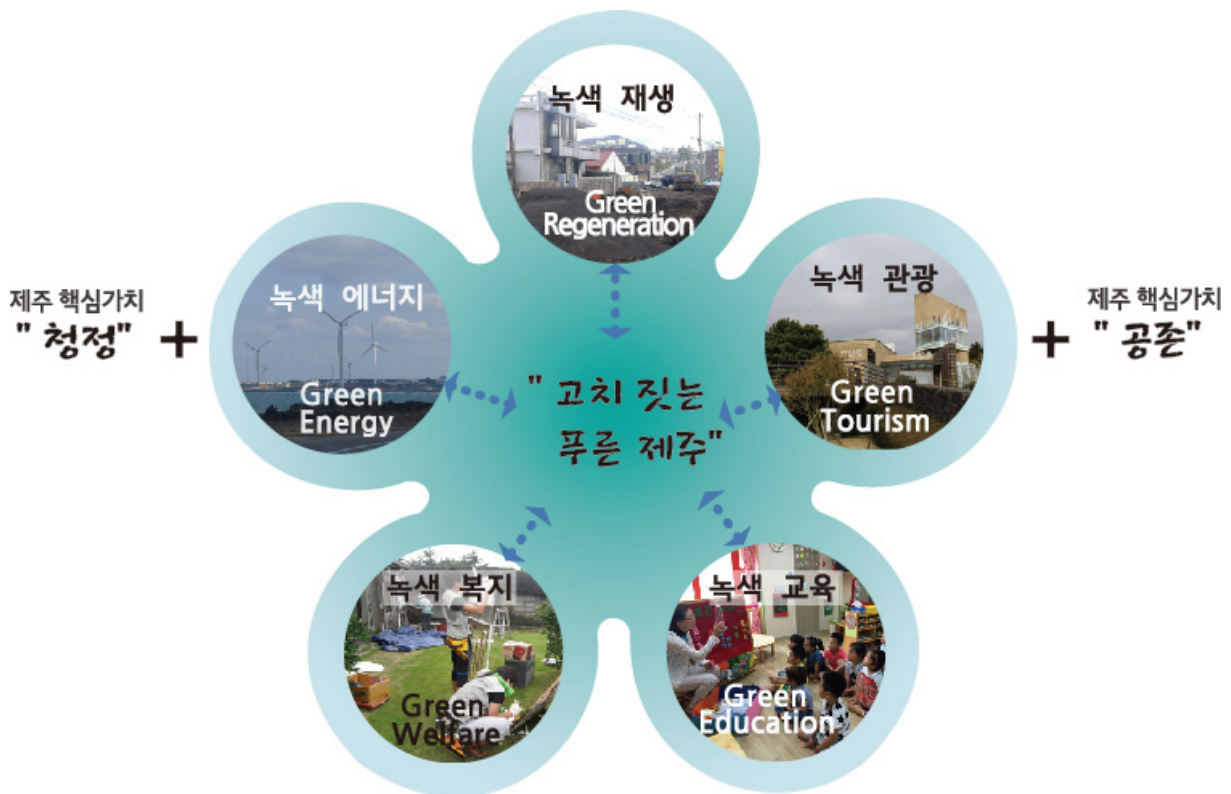 녹색 재생
Green
Regeneration
제주 핵심가치
" 청정"
+
녹색 에너지
Green
Energy
" 고치 짓는
푸른 제주"
녹색 관광
Green
Tourism
+
제주 핵심가치
" 공존"
녹색 복지
Green
Welfare
녹색 교육
Green
Education